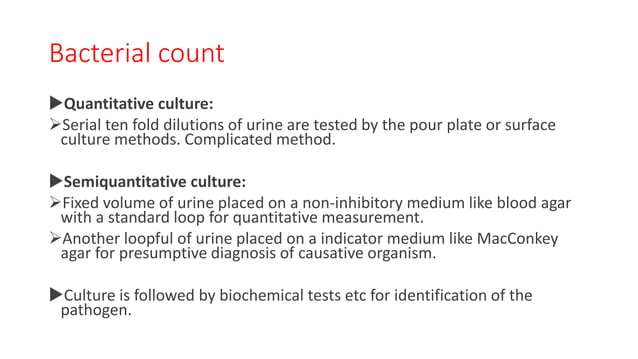 Bacterial count
▶Quantitative culture:
➢Serial ten fold dilutions of urine are tested by the pour plate or surface
culture methods. Complicated method.
▶Semiquantitative culture:
➢Fixed volume of urine placed on a non-inhibitory medium like blood agar
with a standard loop for quantitative measurement.
➢Another loopful of urine placed on a indicator medium like MacConkey
agar for presumptive diagnosis of causative organism.
▶Culture is followed by biochemical tests etc for identification of the
pathogen.